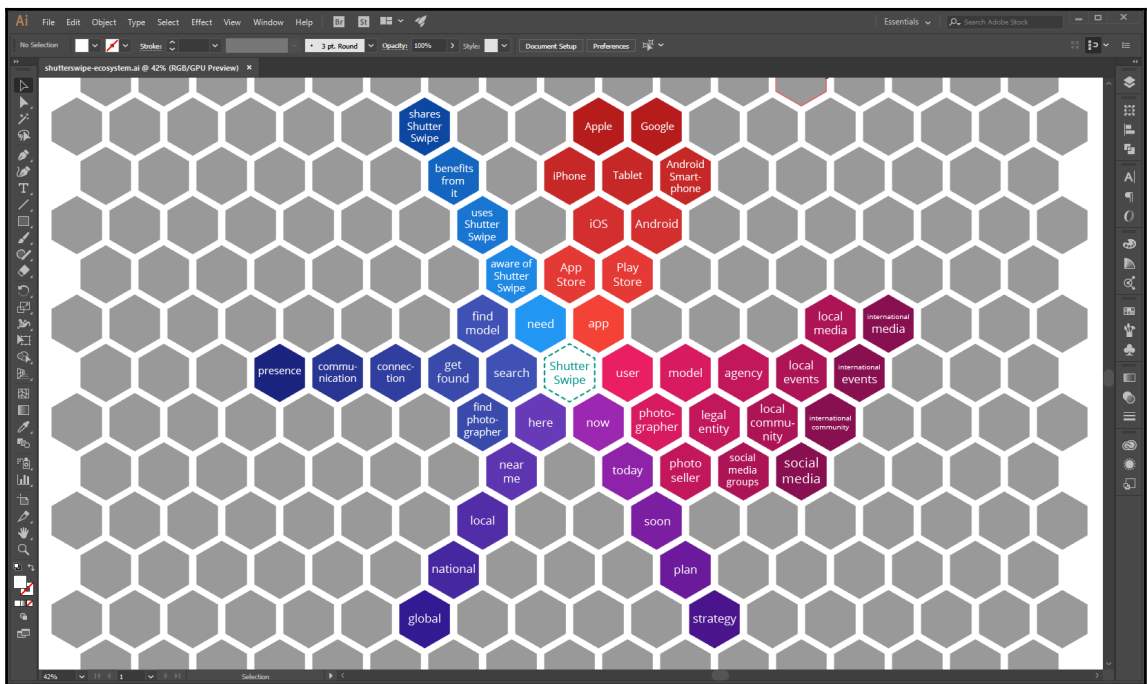 Ai File Edit Object Type Select Effect View Window Help Br St Essentials Search Adobe Stock
No Selection Stroke: 3 pt. Round Opacity: 100% Style: Document Setup Preferences
shutterswipe-ecosystem.ai @ 42% (RGB/GPU Preview) ×
shares
Shutter
Swipe
Apple
Google
benefits
from
it
iPhone
Tablet
Android
Smart-
phone
uses
Shutter
Swipe
iOS
Android
aware of
Shutter
Swipe
App
Store
Play
Store
find
model
need
app
local
media
international
media
presence
commu-
nication
connec-
tion
get
found
search
Shutter
Swipe
user
model
agency
local
events
international
events
find
photo-
grapher
here
now
photo-
grapher
legal
entity
local
commu-
nity
international
community
near
me
today
photo
seller
social
media
groups
social
media
local
soon
national
plan
global
strategy
42% 1 Selection